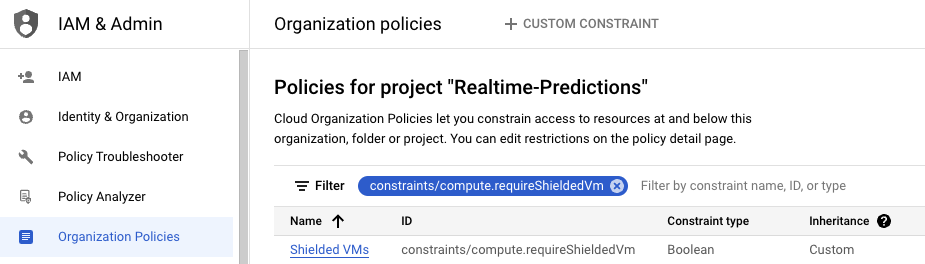 IAM & Admin
Organization policies
+ CUSTOM CONSTRAINT
IAM
Identity & Organization
Policy Troubleshooter
Policy Analyzer
Organization Policies
Policies for project "Realtime-Predictions"
Cloud Organization Policies let you constrain access to resources at and below this
organization, folder or project. You can edit restrictions on the policy detail page.
Filter constraints/compute.requireShieldedVm Filter by constraint name, ID, or type
Name ID Constraint type Inheritance
Shielded VMs constraints/compute.requireShieldedVm Boolean Custom